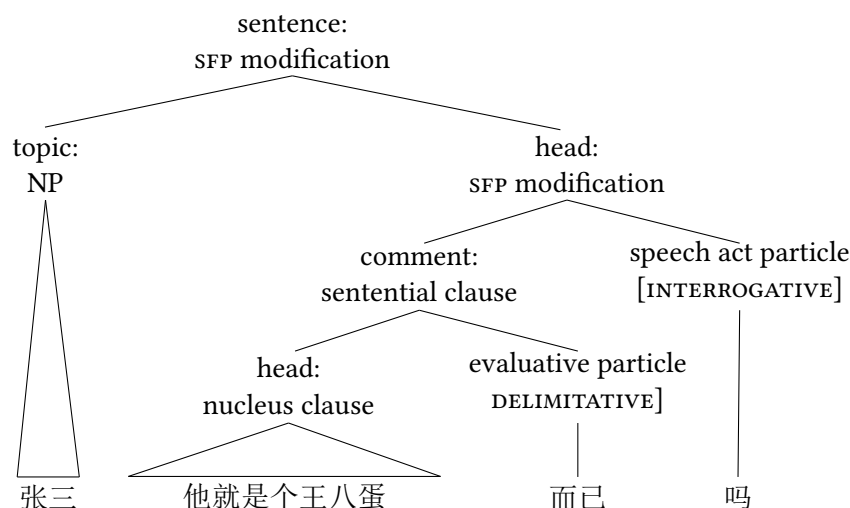 sentence:
SFP modification
topic:
NP
head:
SFP modification
comment:
sentential clause
speech act particle
[INTERROGATIVE]
head:
nucleus clause
evaluative particle
DELIMITATIVE]
张三 他就是个王八蛋 而已 吗